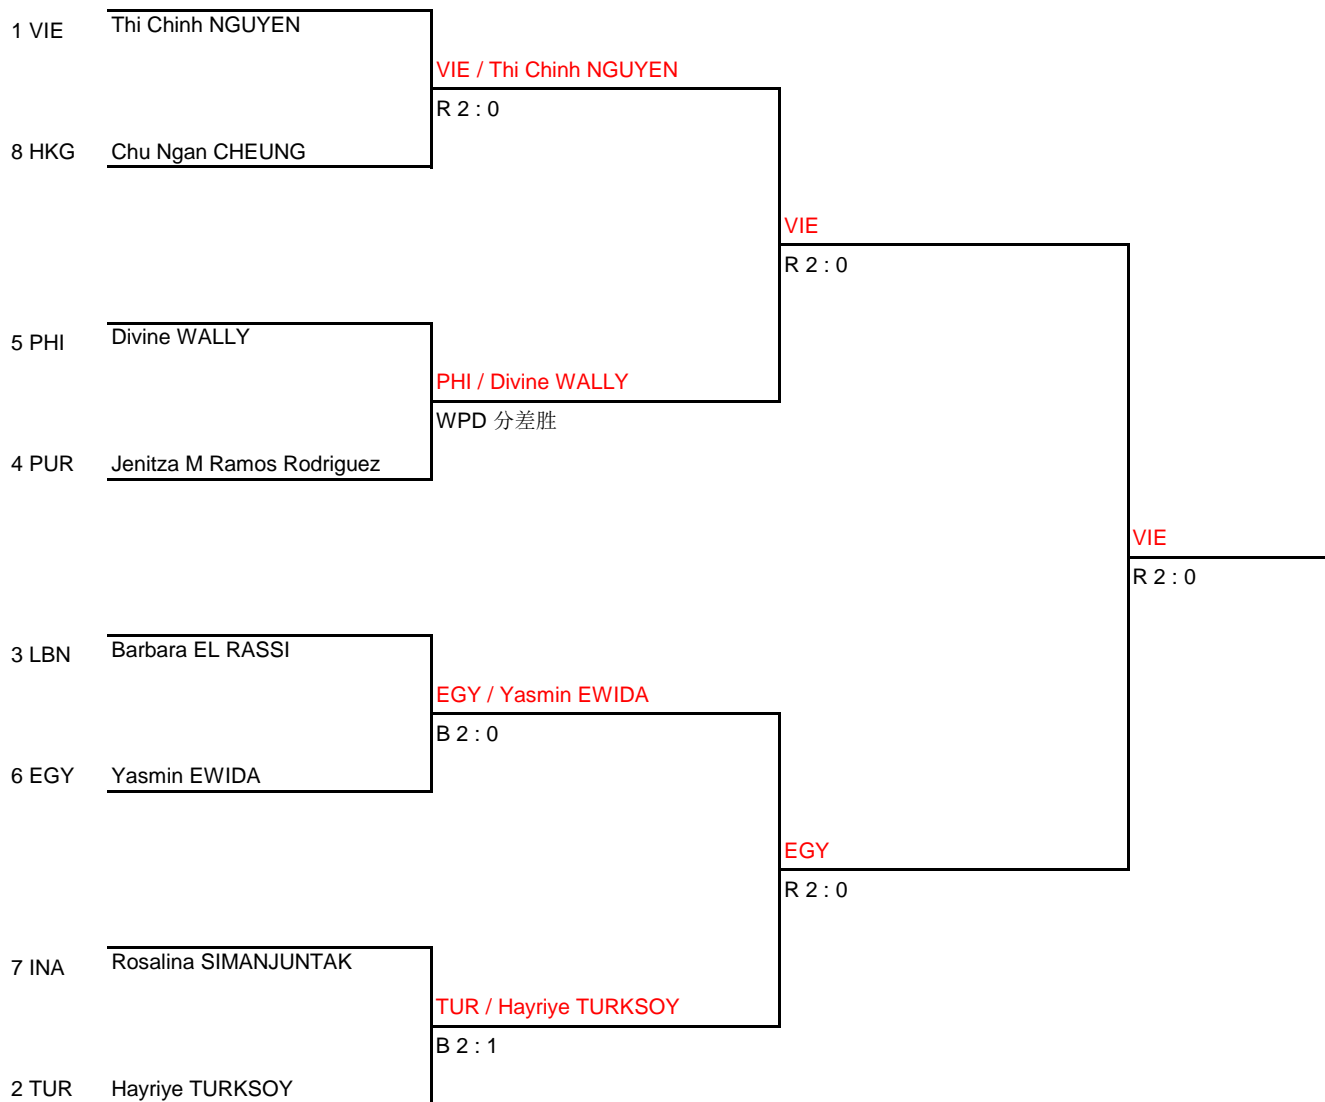 1 VIE Thi Chinh NGUYEN
VIE / Thi Chinh NGUYEN
R 2 : 0
8 HKG Chu Ngan CHEUNG
VIE
R 2 : 0
5 PHI Divine WALLY
PHI / Divine WALLY
WPD 分差胜
4 PUR Jenitza M Ramos Rodriguez
VIE
R 2 : 0
3 LBN Barbara EL RASSI
EGY / Yasmin EWIDA
B 2 : 0
6 EGY Yasmin EWIDA
EGY
R 2 : 0
7 INA Rosalina SIMANJUNTAK
TUR / Hayriye TURKSOY
B 2 : 1
2 TUR Hayriye TURKSOY